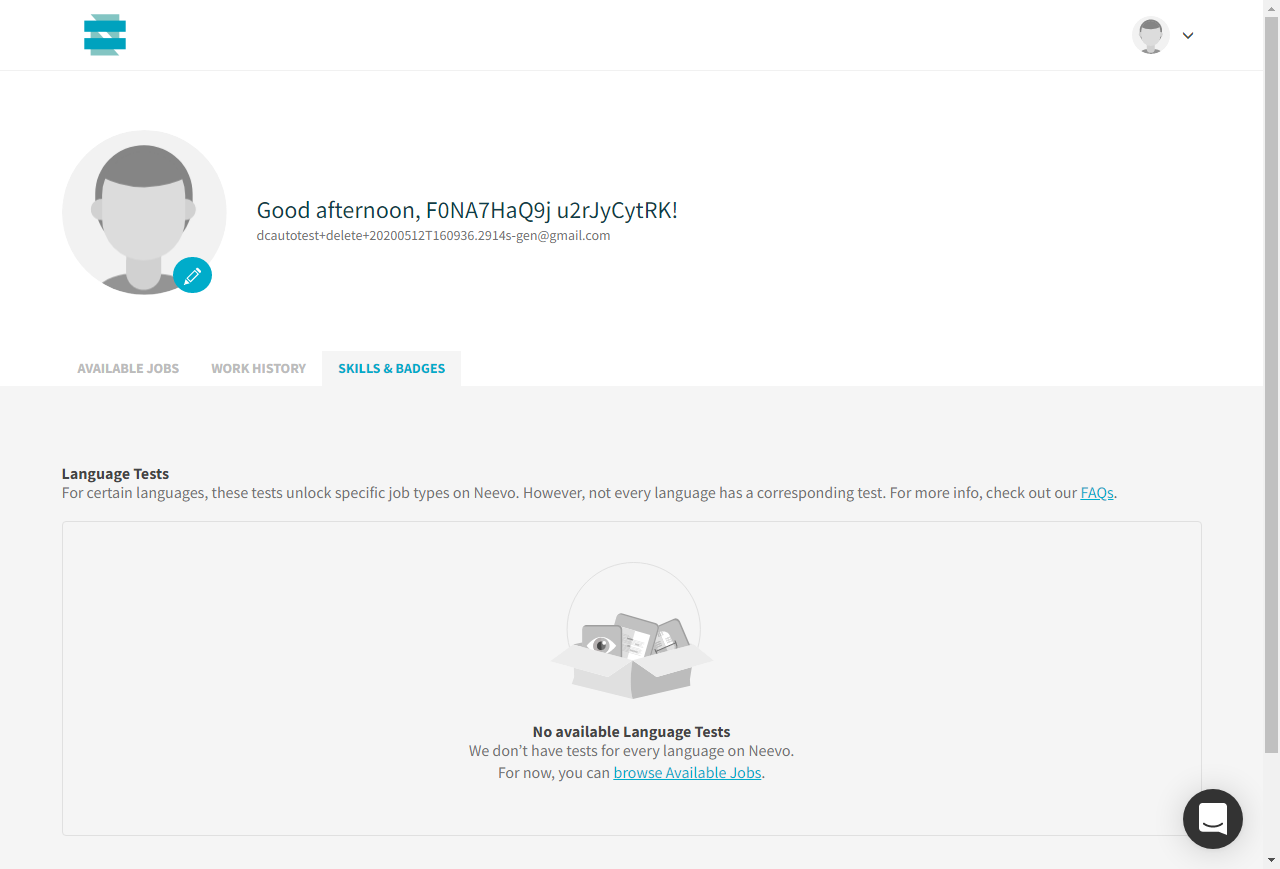 Good afternoon, F0NA7HaQ9j u2rJyCytRK!
dcautotest+delete+20200512T160936.2914s-gen@gmail.com
AVAILABLE JOBS
WORK HISTORY
SKILLS & BADGES
Language Tests
For certain languages, these tests unlock specific job types on Neevo. However, not every language has a corresponding test. For more info, check out our FAQs.
No available Language Tests
We don’t have tests for every language on Neevo.
For now, you can browse Available Jobs.